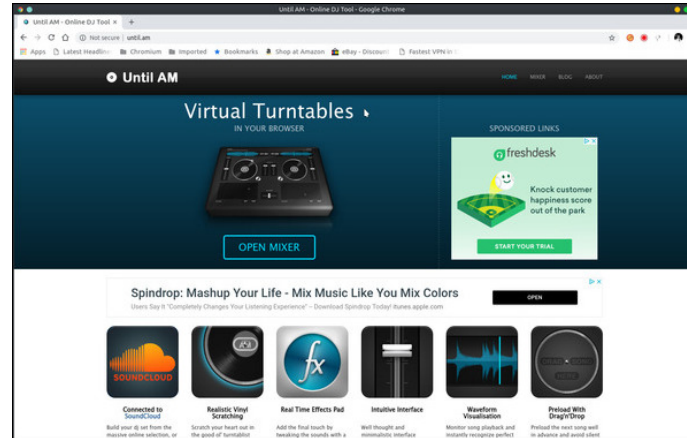 Until AM - Online DJ Tool - Google Chrome
Until AM - Online DJ Tool
Not secure | until.am
Apps
Latest Headline
Chromium
Imported
Bookmarks
Shop at Amazon
eBay - Discount
Fastest VPN in
Until AM
HOME
MIXER
BLOG
ABOUT
Virtual Turntables
IN YOUR BROWSER
OPEN MIXER
SPONSORED LINKS
freshdesk
Knock customer
happiness score
out of the park
START YOUR TRIAL
Spindrop: Mashup Your Life - Mix Music Like You Mix Colors
Users Say It "Completely Changes Your Listening Experience" – Download Spindrop Today! itunes.apple.com
OPEN
SOUNDCLOUD
fx
Connected to
SoundCloud
Build your dj set from the
massive online selection, or
Realistic Vinyl
Scratching
Scratch your heart out in
the good of turntablist
Real Time Effects Pad
Add the final touch by
tweaking the sounds with a
Intuitive Interface
Well thought and
minimalistic interface
Waveform
Visualisation
Monitor song playback and
instantly recognize perfect
Preload With
Drag'n'Drop
Preload the next song well
in advance and avoid silent